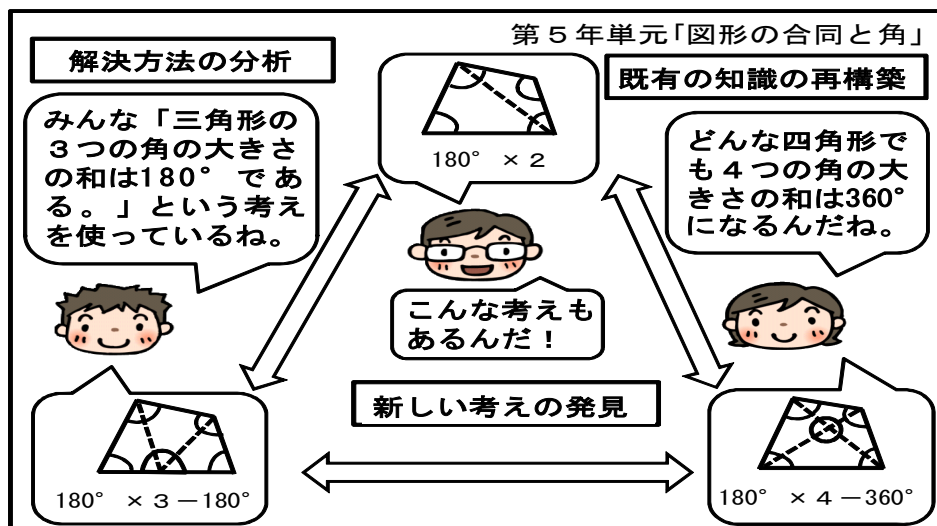 第５年単元「図形の合同と角」
解決方法の分析
既有の知識の再構築
みんな「三角形の
３つの角の大きさ
の和は180°であ
る。」という考え
を使っているね。
180°×２
どんな四角形で
も４つの角の大
きさの和は360°
になるんだね。
こんな考えも
あるんだ！
新しい考えの発見
180°×３－180°
180°×４－360°